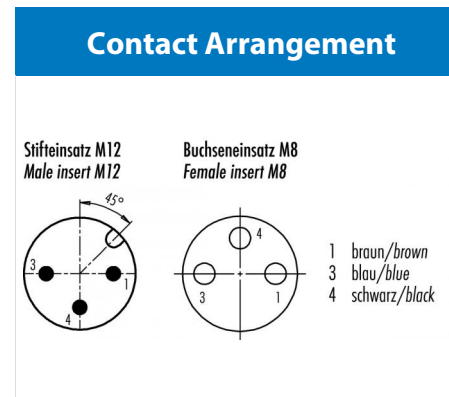 Contact Arrangement
Stifteinsatz M12
Male insert M12
Buchseneinsatz M8
Female insert M8
45°
3
1
4
4
3
1
1 braun/brown
3 blau/blue
4 schwarz/black